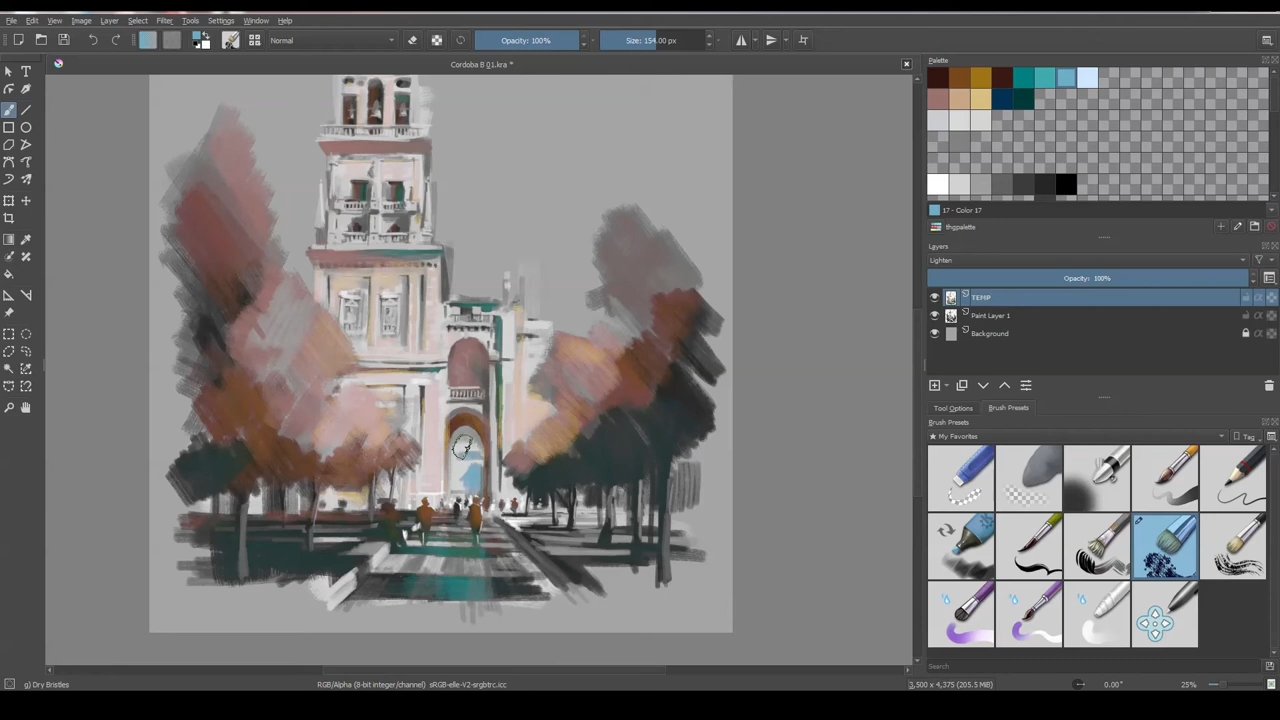 File Edit View Image Layer Select Filter Tools Settings Window Help
Normal
Opacity: 100%
Size: 154.00 px
Cordoba B 01.kra *
Palette
17 - Color 17
thgpalette
Layers
Lighten
Opacity: 100%
TEMP
Paint Layer 1
Background
Tool Options Brush Presets
Brush Presets
My Favorites
Tag
Search
g) Dry Bristles
RGB/Alpha (8-bit integer/channel) sRGB-elle-V2-srgbtrc.icc
3,500 x 4,375 (205.5 MiB)
0.00°
25%